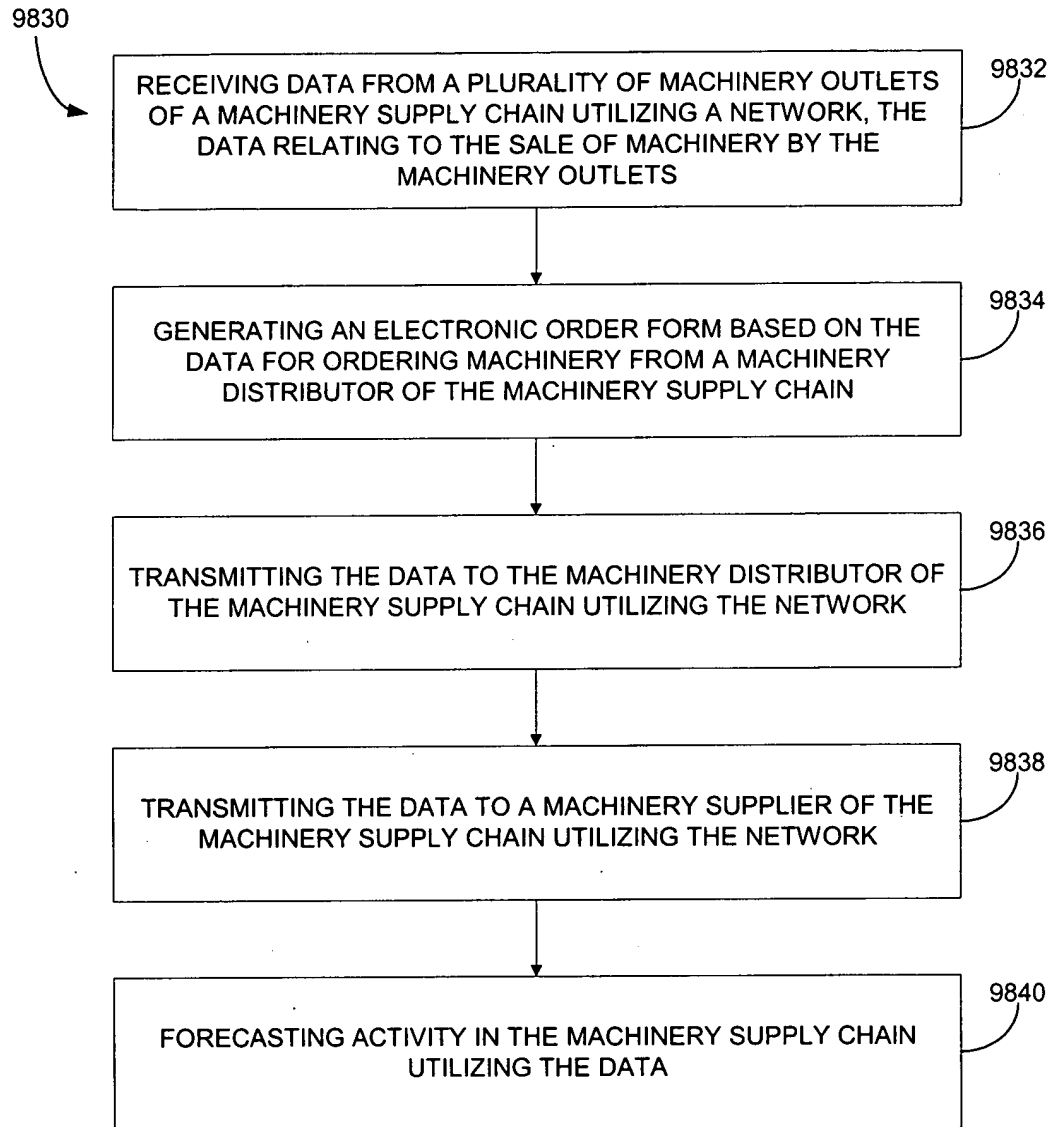 9830
RECEIVING DATA FROM A PLURALITY OF MACHINERY OUTLETS
OF A MACHINERY SUPPLY CHAIN UTILIZING A NETWORK, THE
DATA RELATING TO THE SALE OF MACHINERY BY THE
MACHINERY OUTLETS
9832
GENERATING AN ELECTRONIC ORDER FORM BASED ON THE
DATA FOR ORDERING MACHINERY FROM A MACHINERY
DISTRIBUTOR OF THE MACHINERY SUPPLY CHAIN
9834
TRANSMITTING THE DATA TO THE MACHINERY DISTRIBUTOR OF
THE MACHINERY SUPPLY CHAIN UTILIZING THE NETWORK
9836
TRANSMITTING THE DATA TO A MACHINERY SUPPLIER OF THE
MACHINERY SUPPLY CHAIN UTILIZING THE NETWORK
9838
FORECASTING ACTIVITY IN THE MACHINERY SUPPLY CHAIN
UTILIZING THE DATA
9840